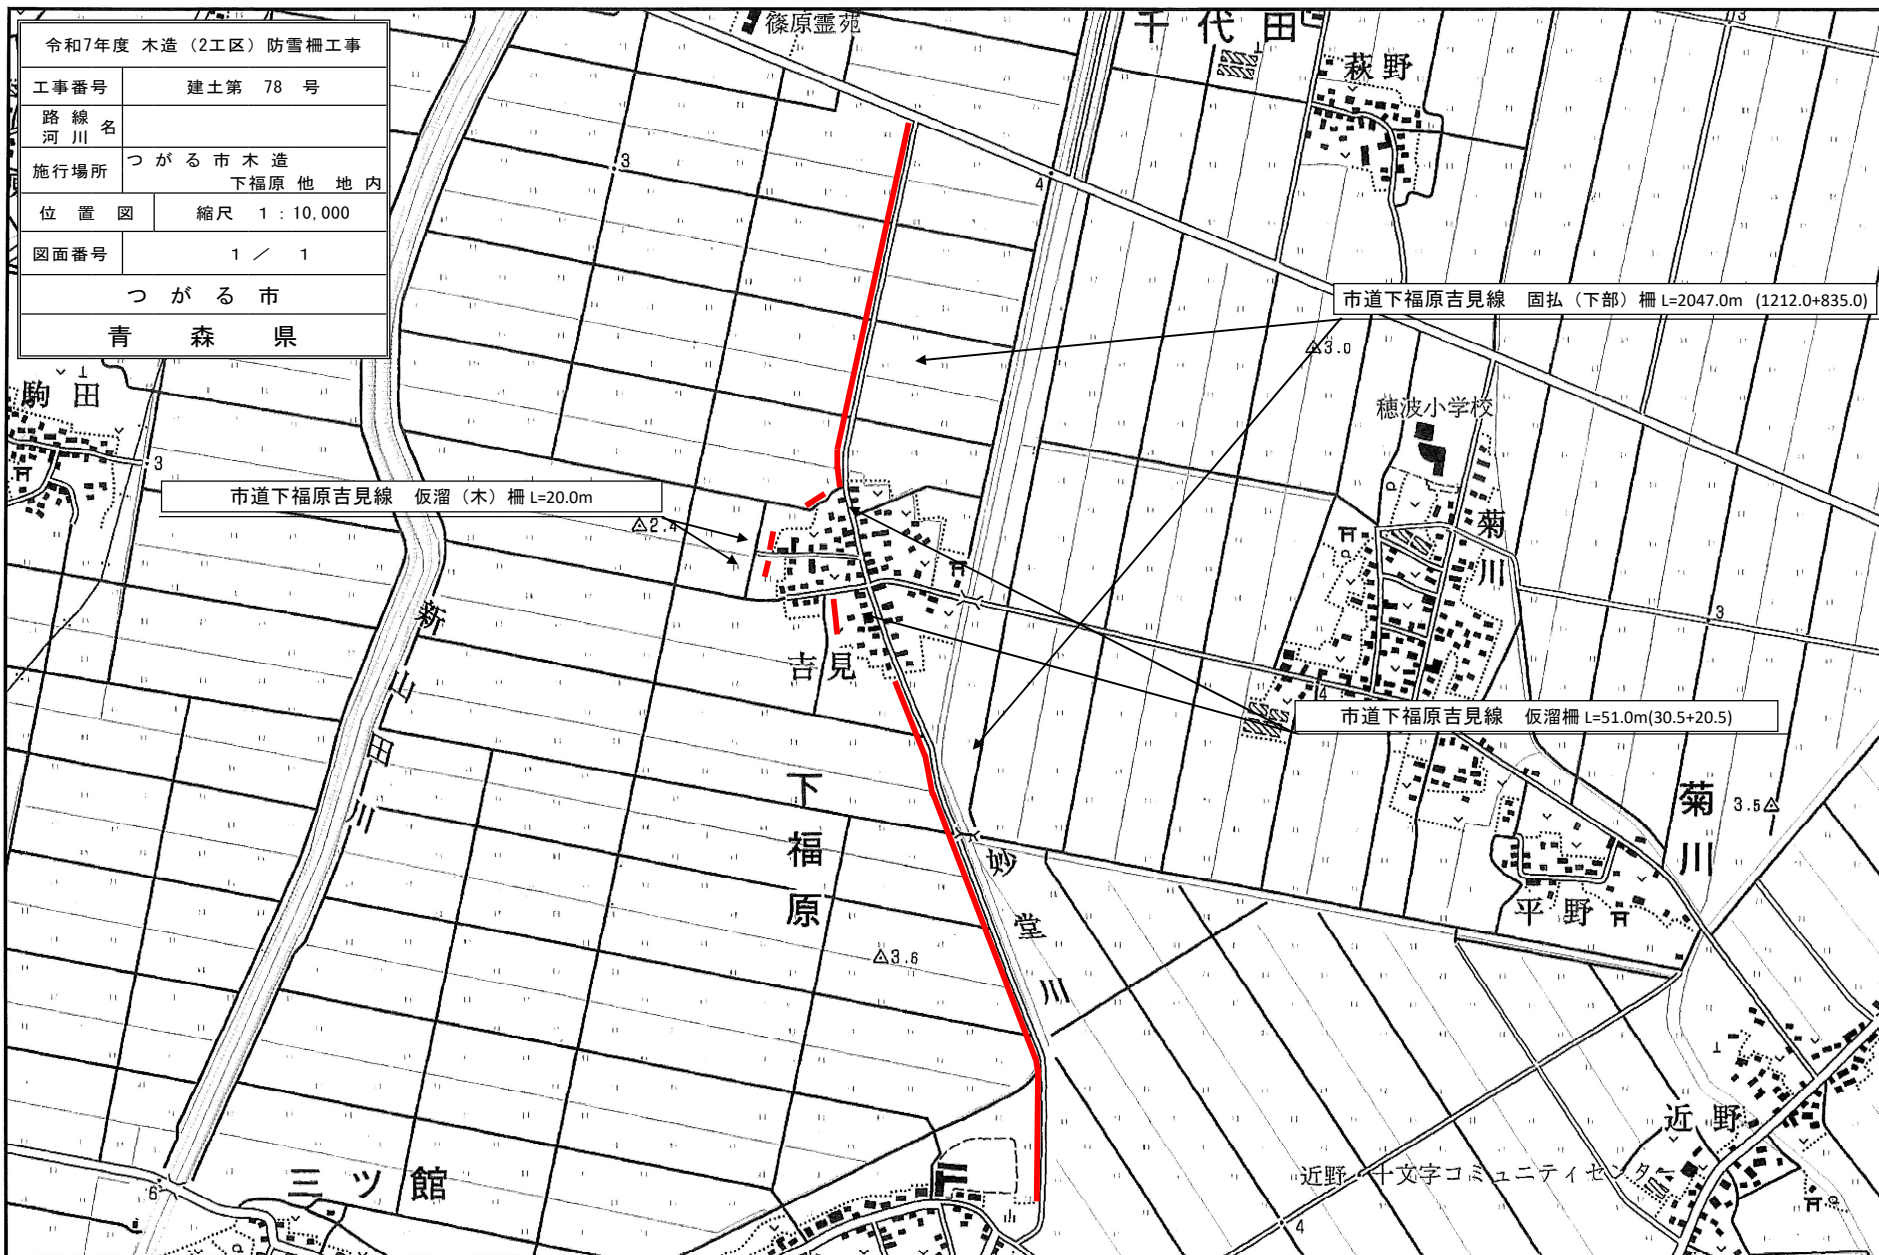 令和7年度 木造（2工区）防雪柵工事
工事番号 建土第 78 号
路線河川 名
施行場所 つがる市木造
下福原 他 地内
位置図 縮尺 1：10,000
図面番号 1 ／ 1
つがる市
青森県
篠原霊苑
千代田
萩野
3
3
4
市道下福原吉見線 固払（下部）柵 L=2047.0m (1212.0+835.0)
3.0
駒田
穂波小学校
3
市道下福原吉見線 仮溜（木）柵 L=20.0m
2.4
菊川
3
新山田川
吉見
4
市道下福原吉見線 仮溜柵 L=51.0m(30.5+20.5)
下福原
菊川
3.5
妙堂川
平野
3.6
近野
三ツ館
近野十文字コミュニティセンター
6
4